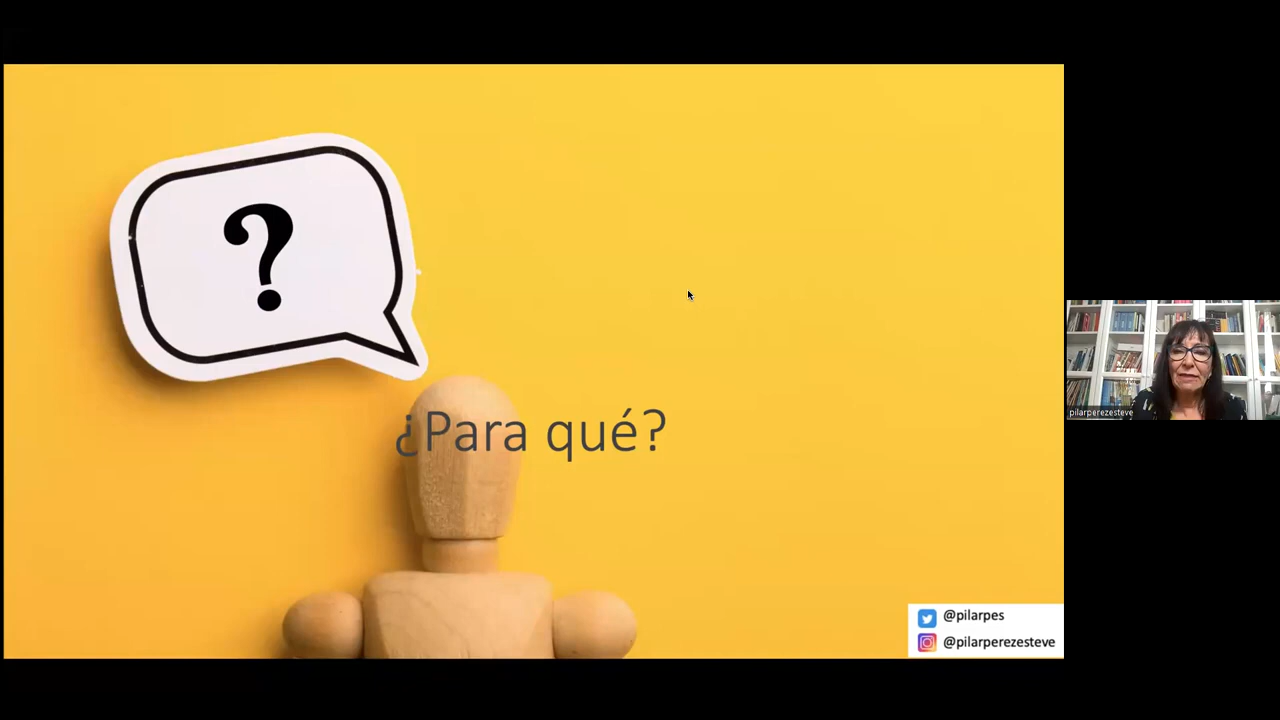 ?
¿Para qué?
@pilarpes
@pilarperezesteve
pilarperezesteve